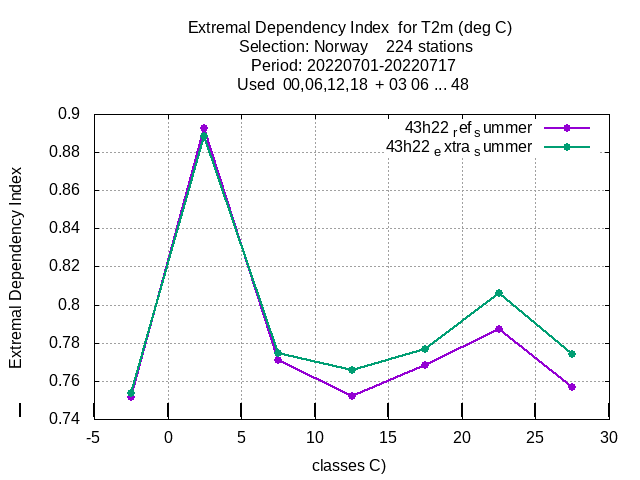 Extremal Dependency Index  for T2m (deg C)
Selection: Norway    224 stations
Period: 20220701-20220717
Used  00,06,12,18  + 03 06 ... 48
43h22 ref summer
43h22 extra summer
Extremal Dependency Index
0.9
0.88
0.86
0.84
0.82
0.8
0.78
0.76
0.74
-5
0
5
10
15
20
25
30
classes C)